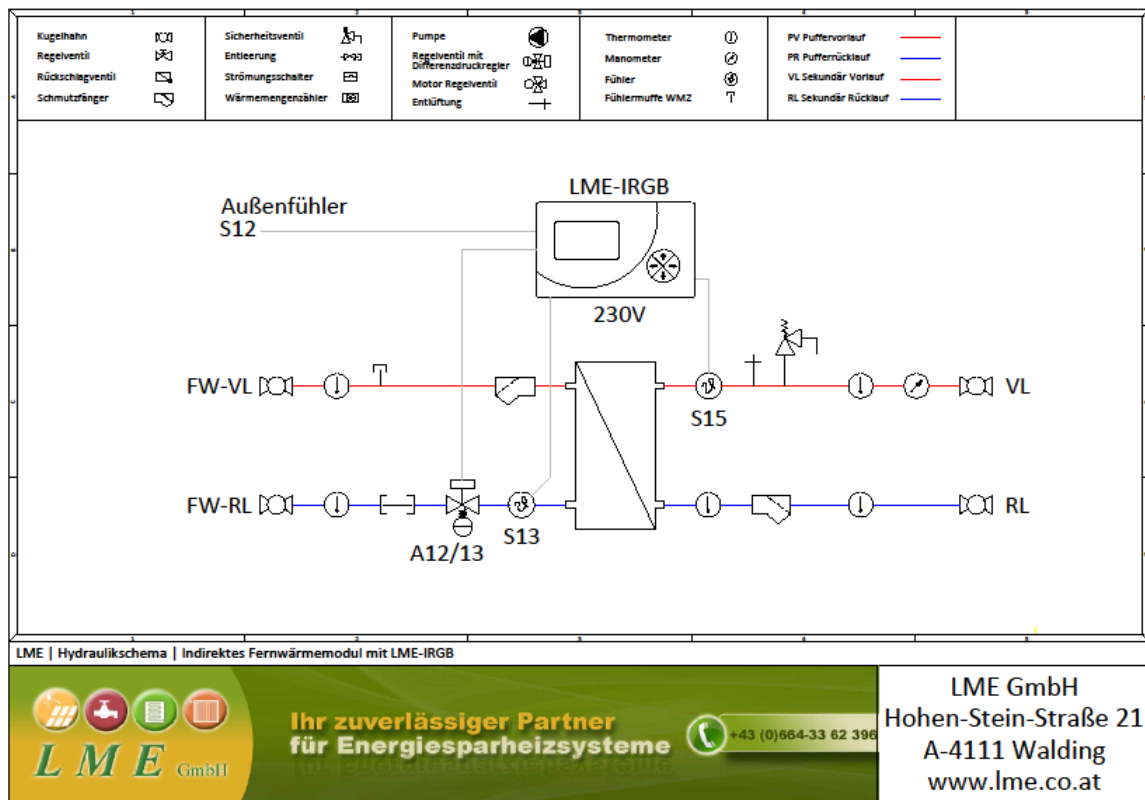 Kugelhahn
Regelventil
Rückschlagventil
Schmutzfänger
Sicherheitsventil
Entleerung
Strömungsschalter
Wärmemengenzähler
Pumpe
Regelventil mit
Differenzdruckregler
Motor Regelventil
Entlüftung
Thermometer
Manometer
Fühler
Fühlermuffe WMZ
PV Puffervorlauf
PR Pufferrücklauf
VL Sekundär Vorlauf
RL Sekundär Rücklauf
LME-IRGB
Außenfühler
S12
230V
FW-VL
VL
S15
FW-RL
RL
S13
A12/13
LME | Hydraulikschema | Indirektes Fernwärmemodul mit LME-IRGB
LME GmbH
Ihr zuverlässiger Partner
für Energiesparheizsysteme
+43 (0)664-33 62 396
LME GmbH
Hohen-Stein-Straße 21
A-4111 Walding
www.lme.co.at